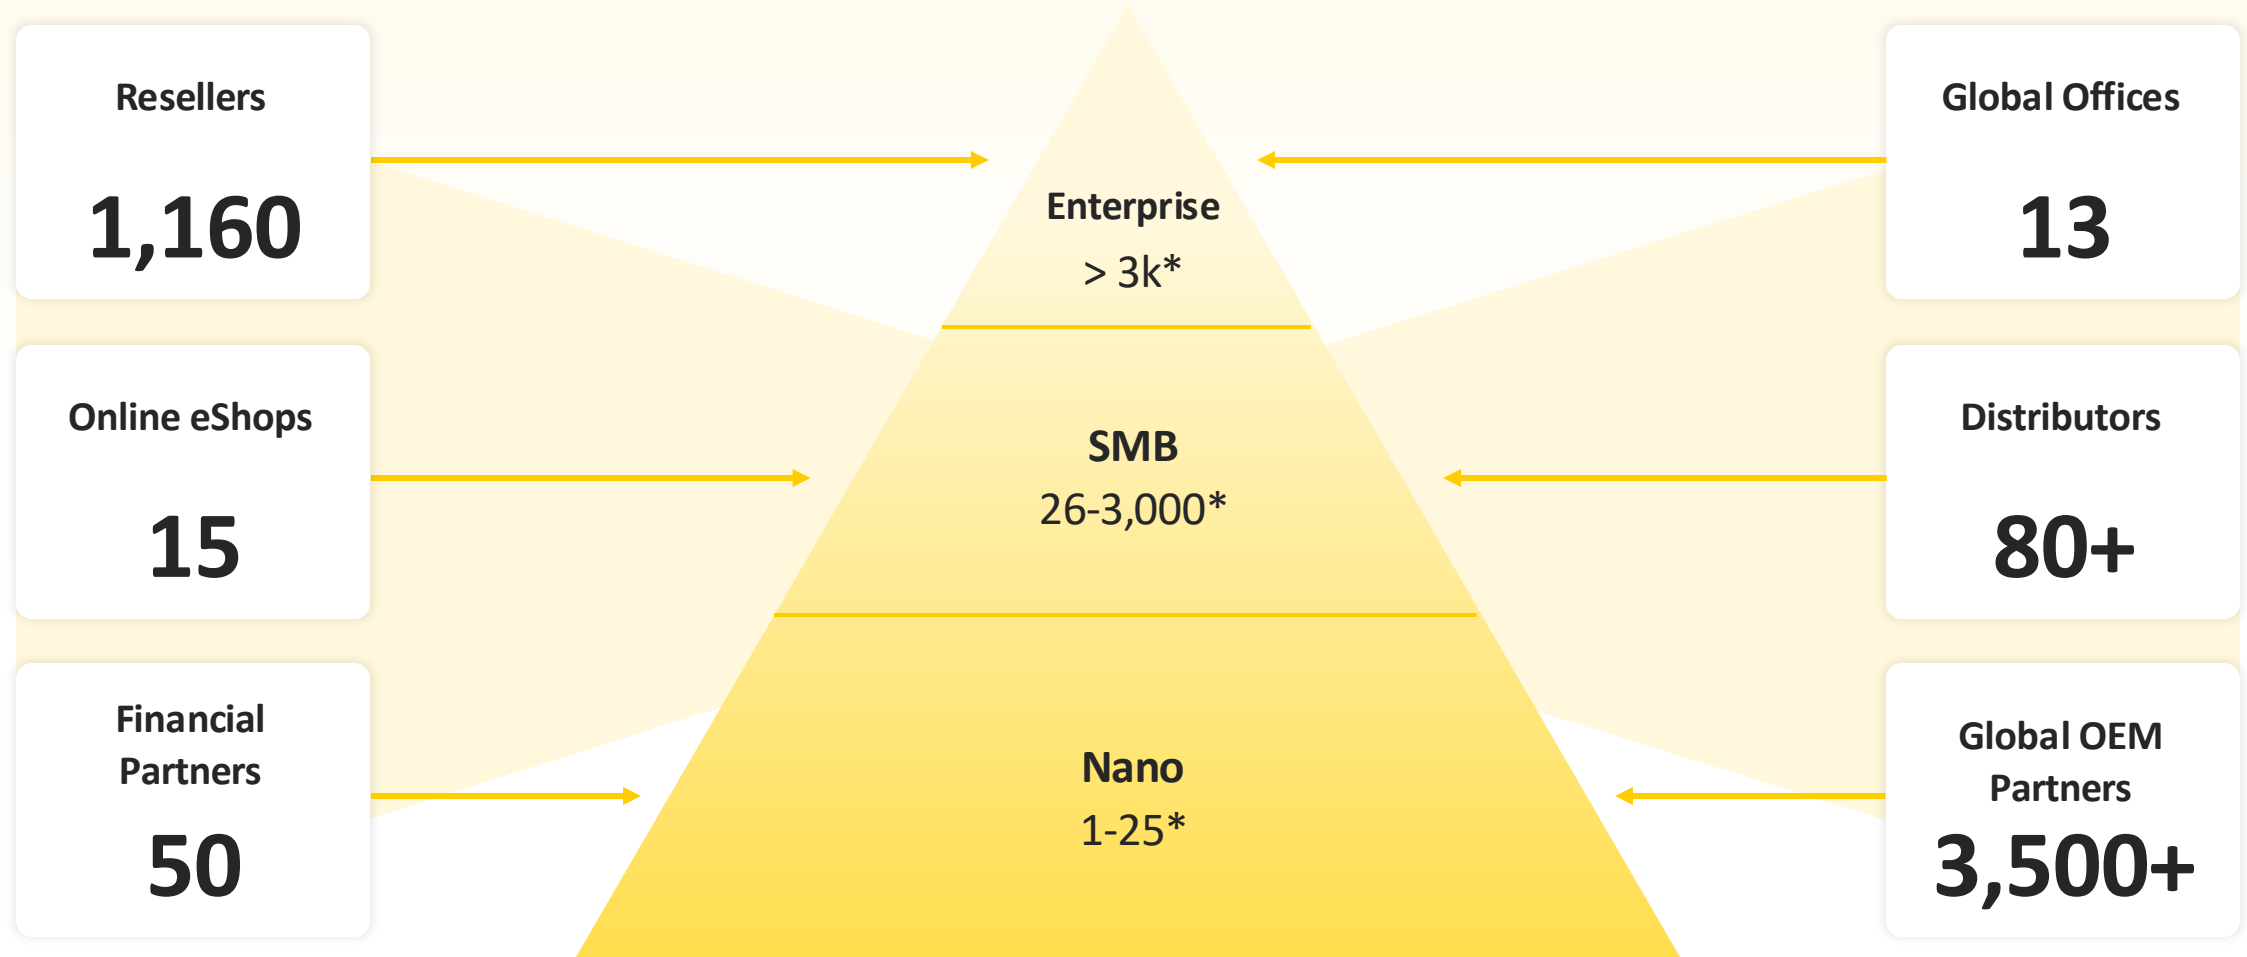 Resellers
1,160
Online eShops
15
Financial
Partners
50
Enterprise
> 3k*
SMB
26-3,000*
Nano
1-25*
Global Offices
13
Distributors
80+
Global OEM
Partners
3,500+